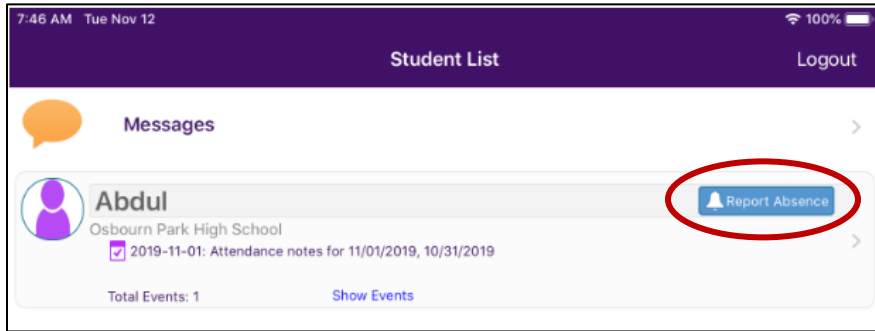 7:46 AM Tue Nov 12 100%
Student List Logout
Messages
Abdul Report Absence
Osbourn Park High School
2019-11-01: Attendance notes for 11/01/2019, 10/31/2019
Total Events: 1 Show Events